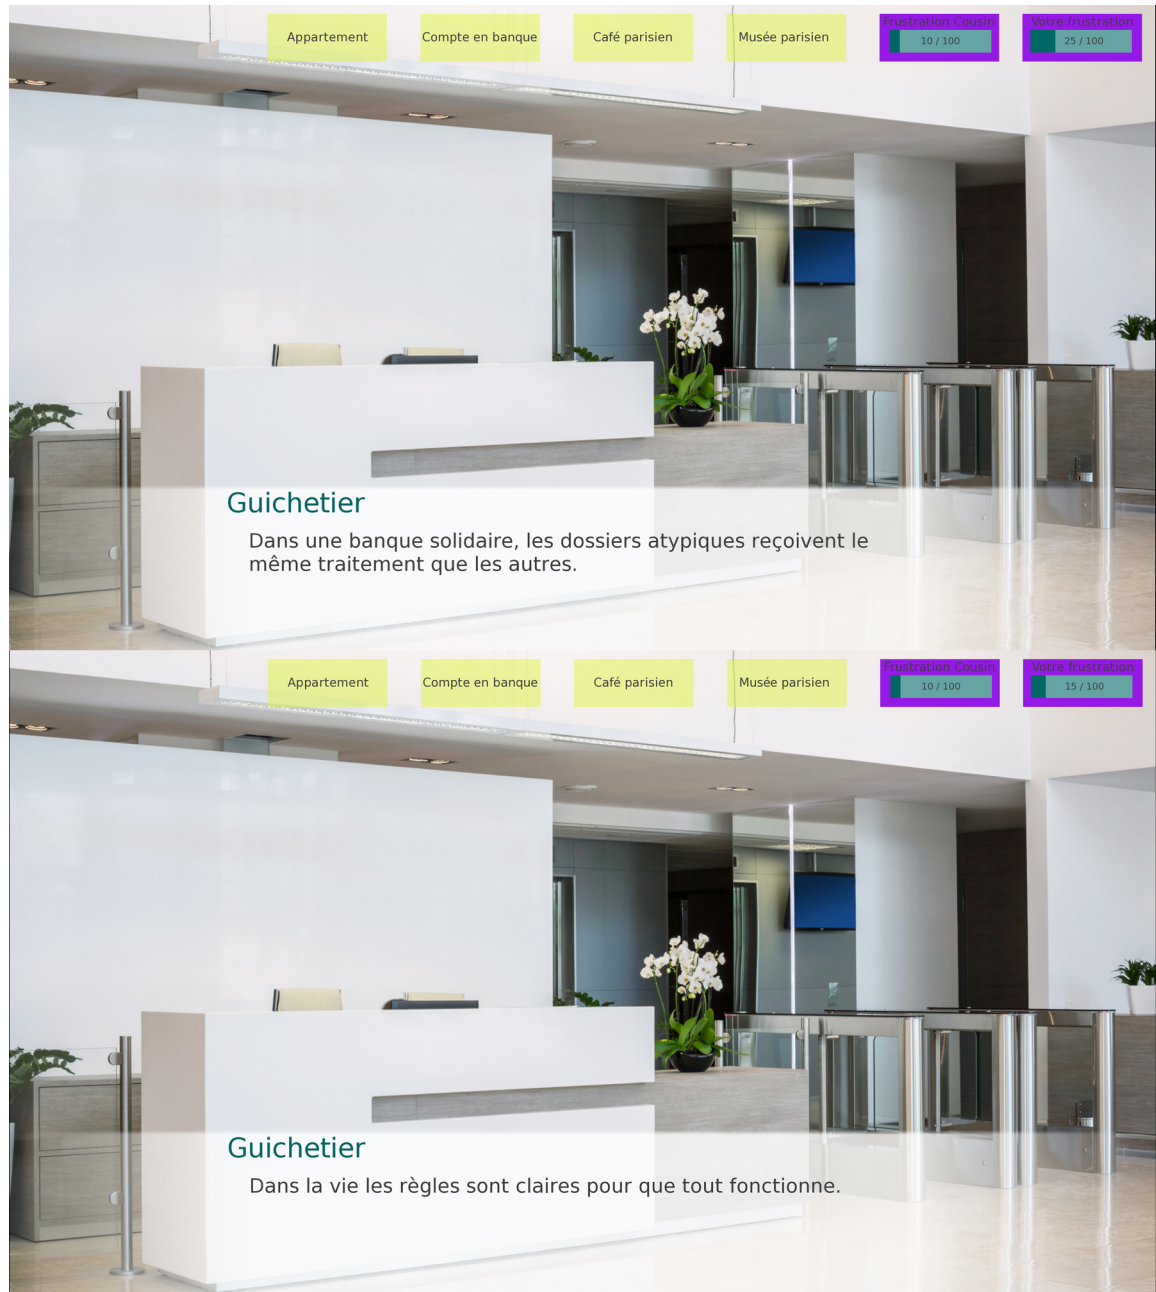 Appartement
Compte en banque
Café parisien
Musée parisien
Frustration Cousin
10 / 100
Votre frustration
25 / 100
Guichetier
Dans une banque solidaire, les dossiers atypiques reçoivent le
même traitement que les autres.
Appartement
Compte en banque
Café parisien
Musée parisien
Frustration Cousin
10 / 100
Votre frustration
15 / 100
Guichetier
Dans la vie les règles sont claires pour que tout fonctionne.